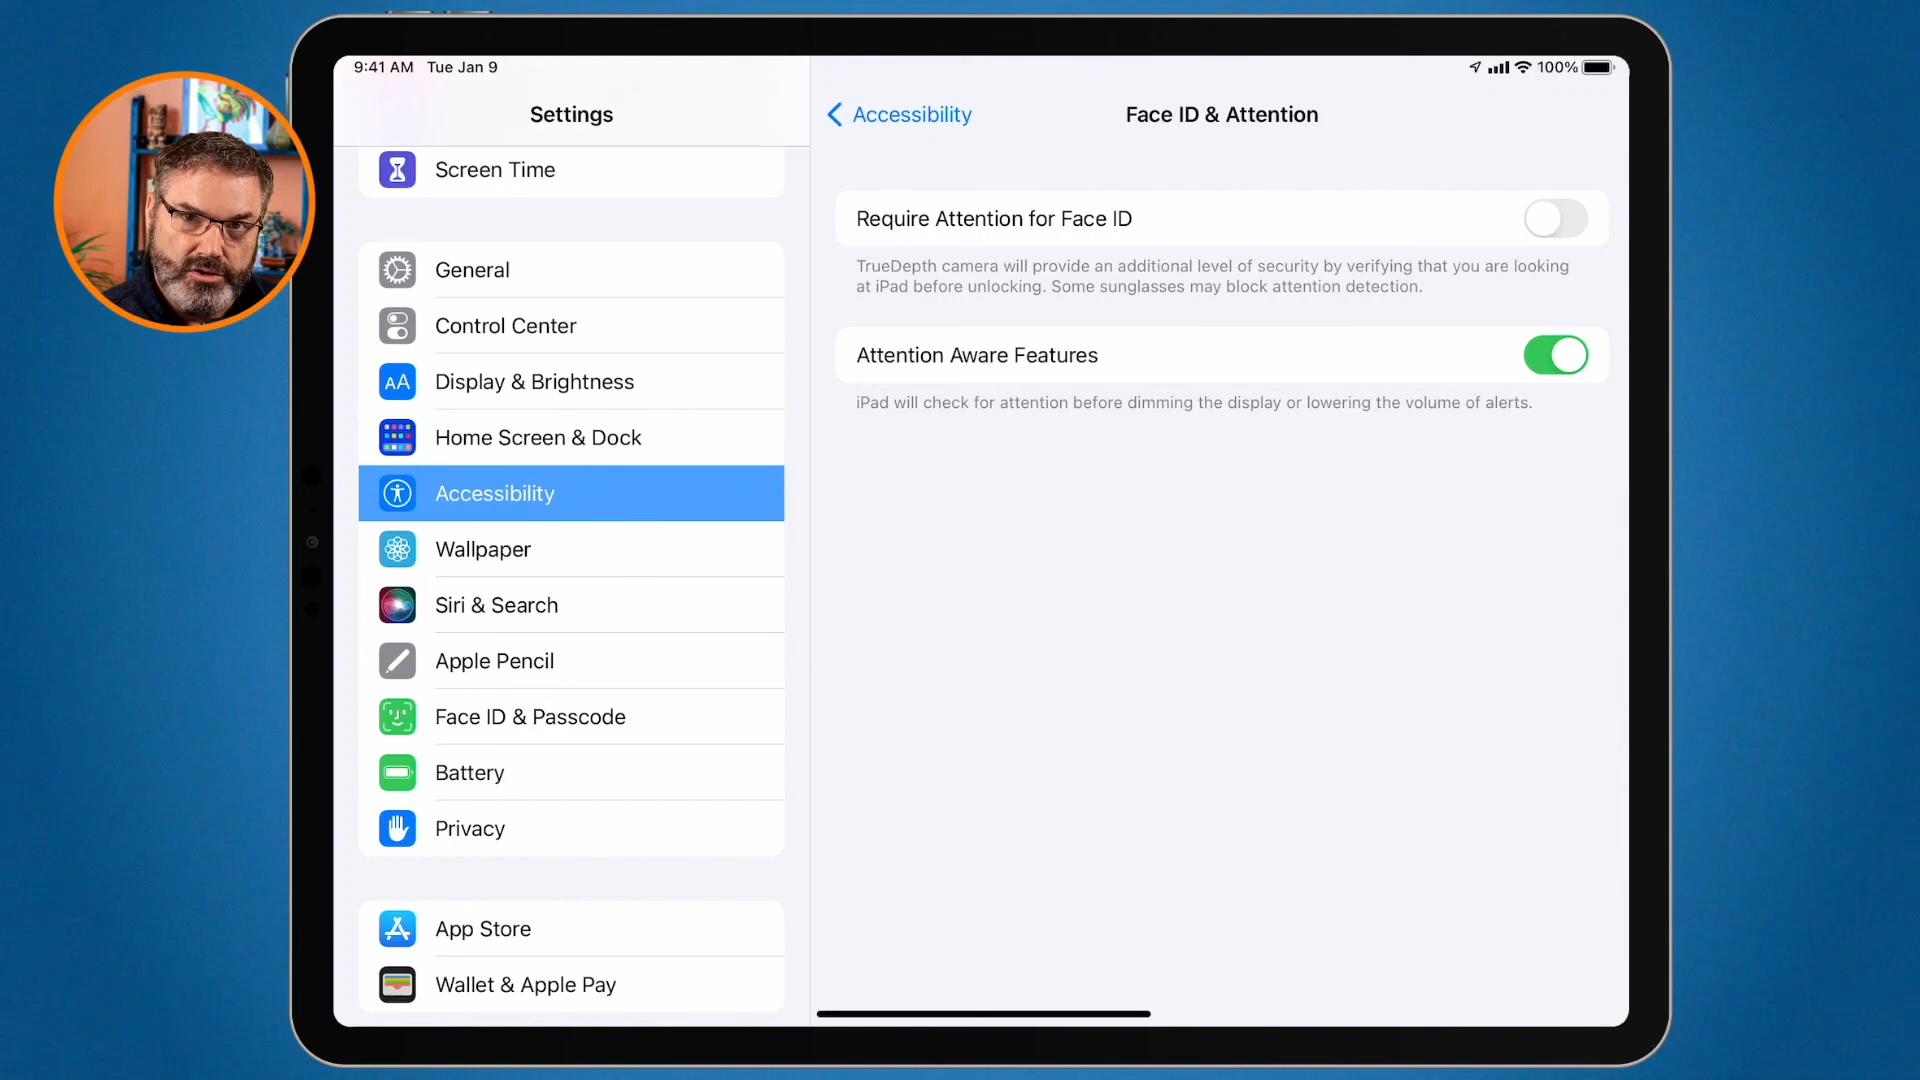 9:41 AM Tue Jan 9
100%
Settings
Screen Time
General
Control Center
AA
Display & Brightness
Home Screen & Dock
Accessibility
Wallpaper
Siri & Search
Apple Pencil
Face ID & Passcode
Battery
Privacy
App Store
Wallet & Apple Pay
Accessibility
Face ID & Attention
Require Attention for Face ID
TrueDepth camera will provide an additional level of security by verifying that you are looking
at iPad before unlocking. Some sunglasses may block attention detection.
Attention Aware Features
iPad will check for attention before dimming the display or lowering the volume of alerts.